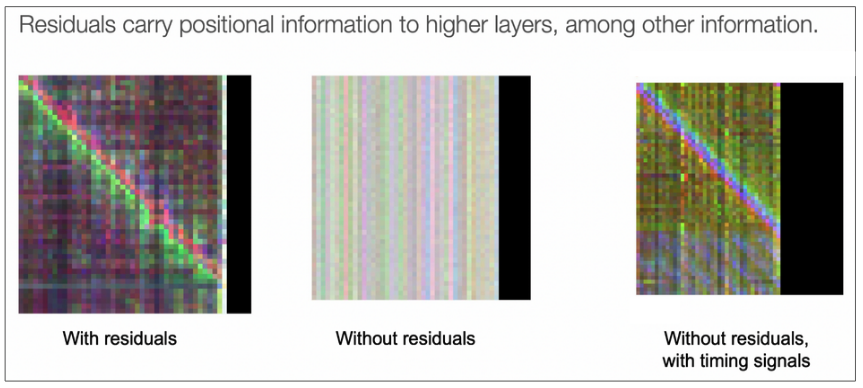 Residuals carry positional information to higher layers, among other information.
With residuals
Without residuals
Without residuals,
with timing signals